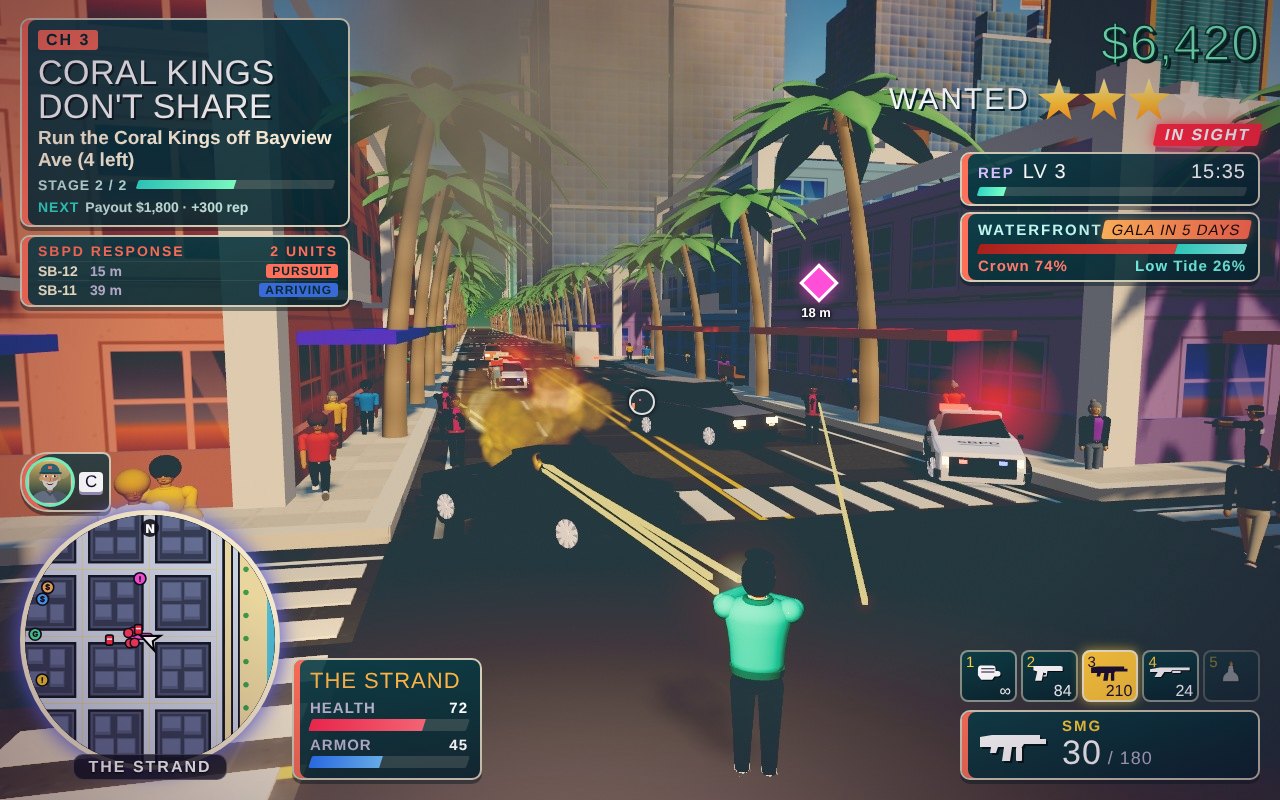 CH 3
CORAL KINGS
DON'T SHARE
Run the Coral Kings off Bayview
Ave (4 left)
STAGE 2 / 2
NEXT Payout $1,800 · +300 rep
SBPD RESPONSE 2 UNITS
SB-12 15 m PURSUIT
SB-11 39 m ARRIVING
$6,420
WANTED
IN SIGHT
REP LV 3 15:35
WATERFRONT GALA IN 5 DAYS
Crown 74% Low Tide 26%
18 m
SBPD
C
N
$
$
G
!
!
THE STRAND
THE STRAND
HEALTH 72
ARMOR 45
1 ∞
2 84
3 210
4 24
5
SMG
30 / 180